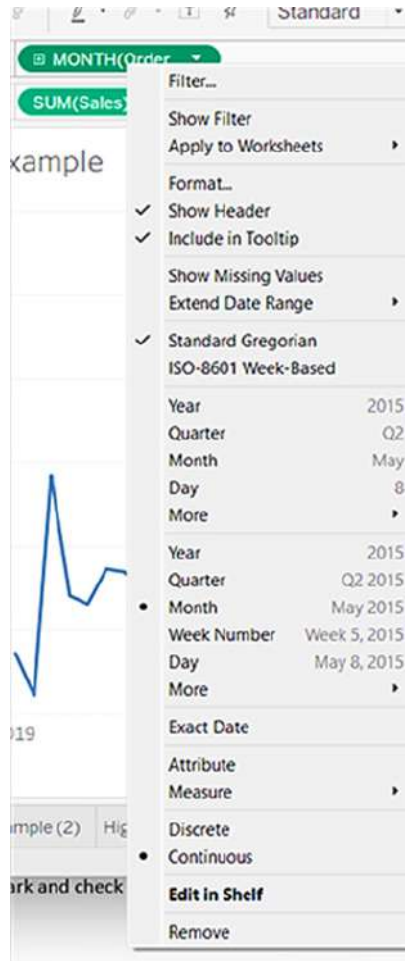 Standard
MONTH(Order
SUM(Sales)
xample
Filter...
Show Filter
Apply to Worksheets
Format...
Show Header
Include in Tooltip
Show Missing Values
Extend Date Range
Standard Gregorian
ISO-8601 Week-Based
Year 2015
Quarter Q2
Month May
Day 8
More
Year 2015
Quarter Q2 2015
Month May 2015
Week Number Week 5, 2015
Day May 8, 2015
More
Exact Date
Attribute
Measure
Discrete
Continuous
Edit in Shelf
Remove
019
mple (2) Hig
ark and check